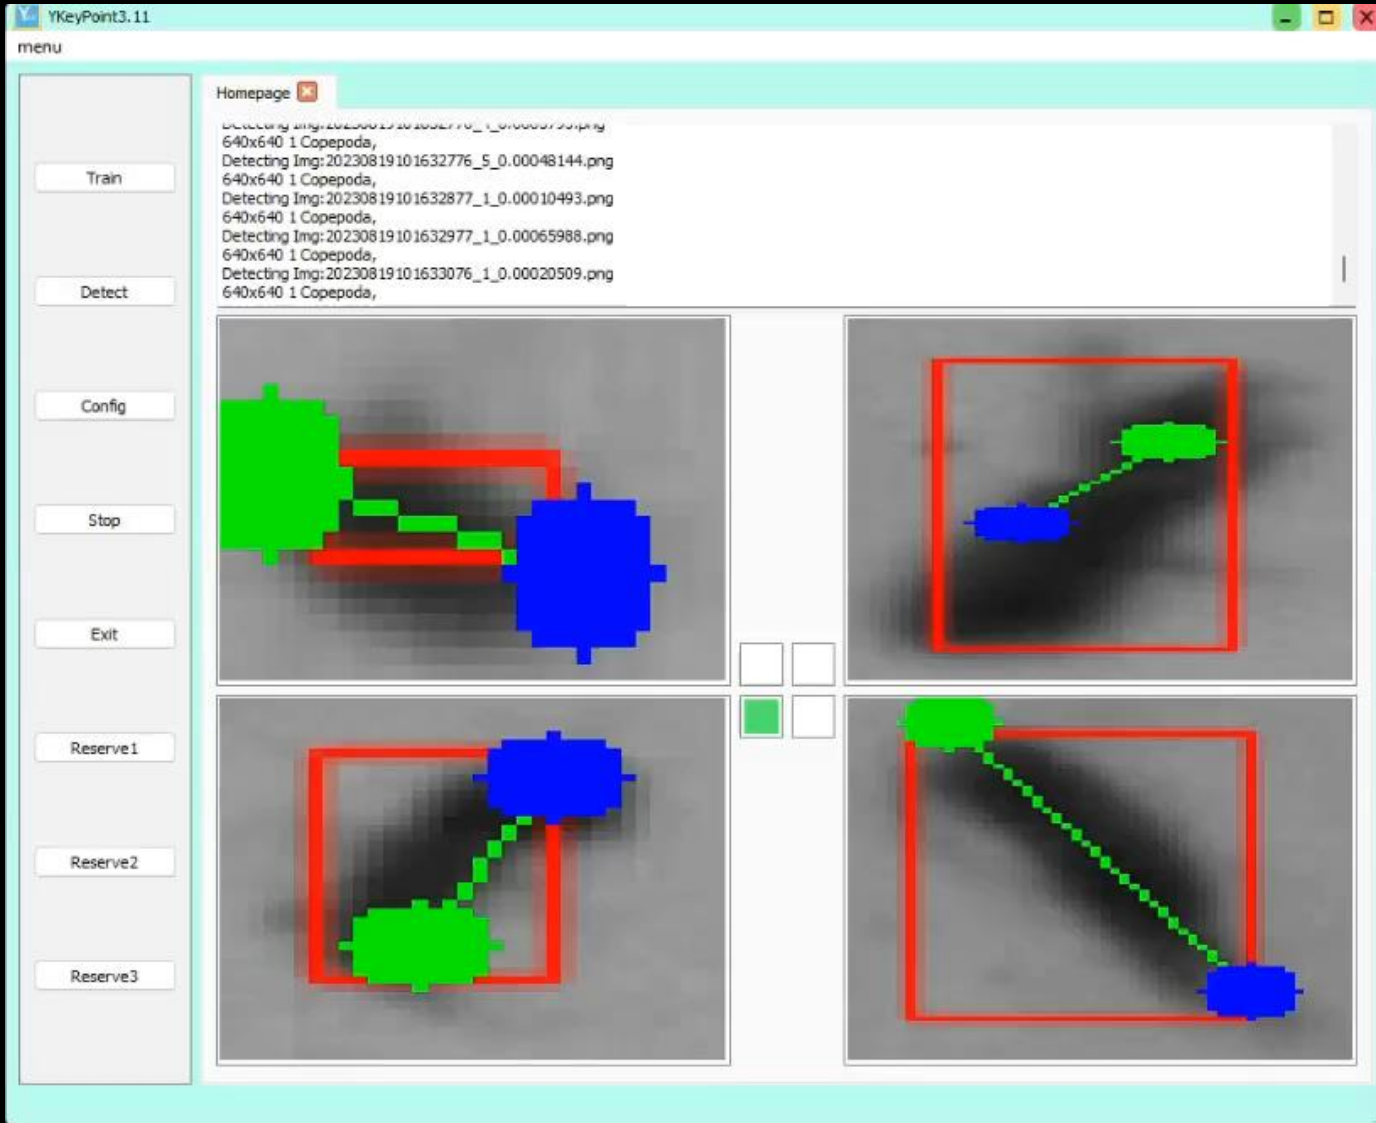 YKeyPoint3.11
menu
Train
Detect
Config
Stop
Exit
Reserve1
Reserve2
Reserve3
Homepage
640x640 1 Copepoda,
Detecting Img:20230819101632776_5_0.00048144.png
640x640 1 Copepoda,
Detecting Img:20230819101632877_1_0.00010493.png
640x640 1 Copepoda,
Detecting Img:20230819101632977_1_0.00065988.png
640x640 1 Copepoda,
Detecting Img:20230819101633076_1_0.00020509.png
640x640 1 Copepoda,